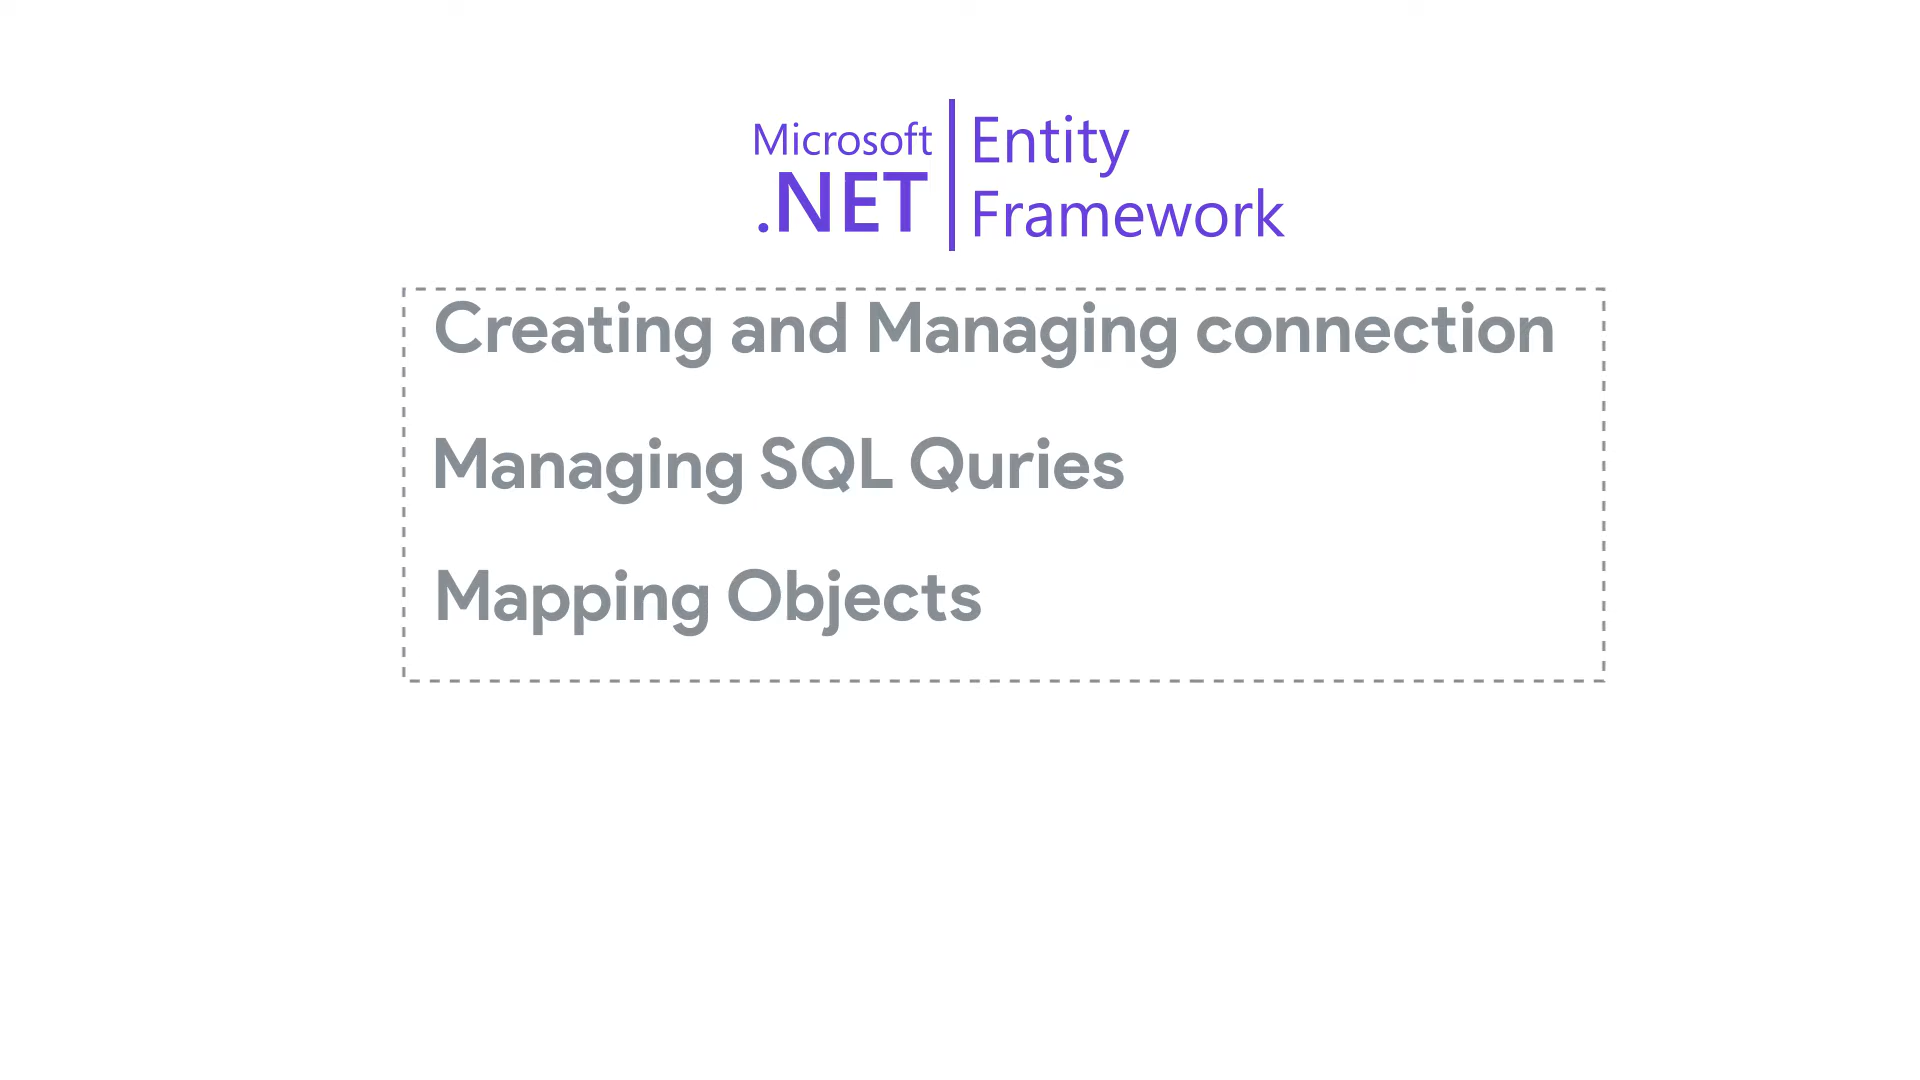 Microsoft
.NET
Entity
Framework
Creating and Managing connection
Managing SQL Quries
Mapping Objects